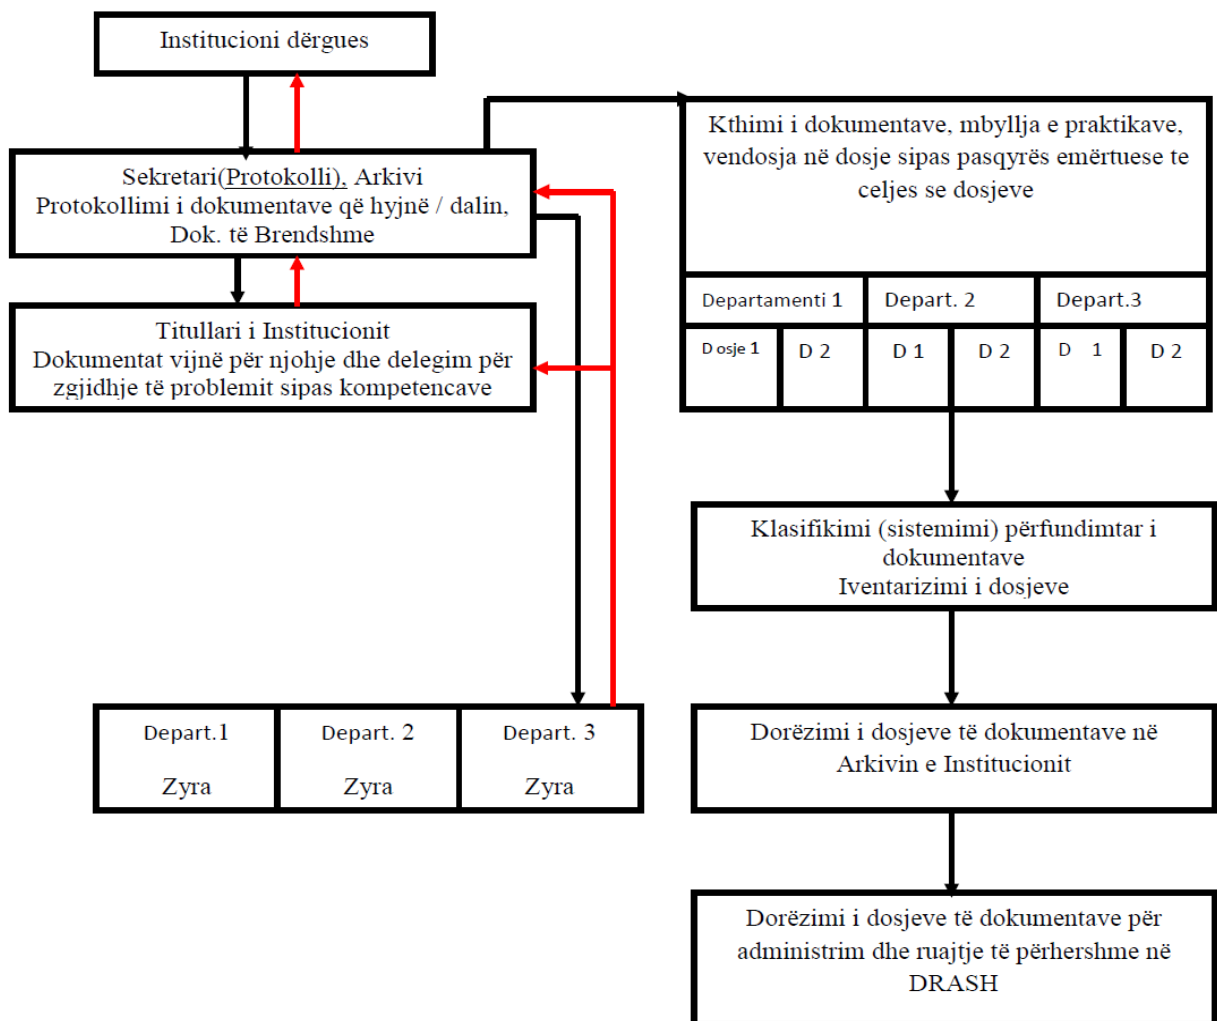 Institucioni dërgues
Sekretari(Protokolli), Arkivi
Protokollimi i dokumentave që hyjnë / dalin,
Dok. të Brendshme
Titullari i Institucionit
Dokumentat vijnë për njohje dhe delegim për
zgjidhje të problemit sipas kompetencave
Depart.1
Depart. 2
Depart. 3
Zyra
Zyra
Zyra
Kthimi i dokumentave, mbyllja e praktikave,
vendosja në dosje sipas pasqyrës emërtuese te
celjes se dosjeve
Departamenti 1
Depart. 2
Depart.3
D osje 1
D 2
D 1
D 2
D 1
D 2
Klasifikimi (sistemimi) përfundimtar i
dokumentave
Iventarizimi i dosjeve
Dorëzimi i dosjeve të dokumentave në
Arkivin e Institucionit
Dorëzimi i dosjeve të dokumentave për
administrim dhe ruajtje të përhershme në
DRASH